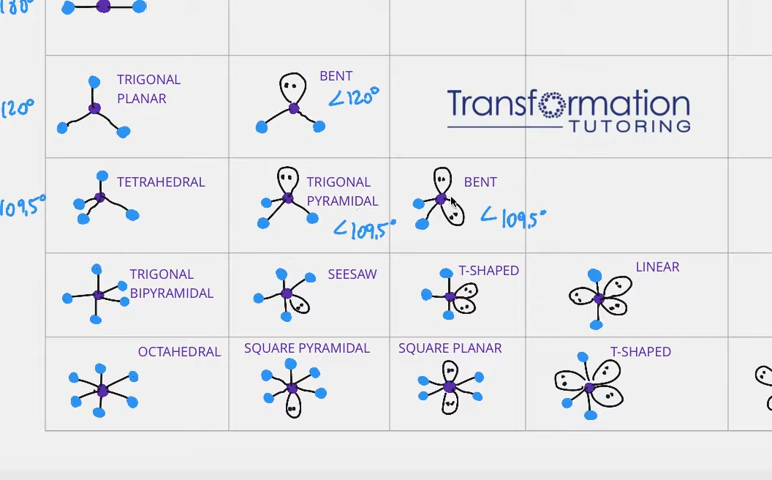 180°
TRIGONAL
PLANAR
BENT
<120°
Transformation
TUTORING
120°
TETRAHEDRAL
TRIGONAL
PYRAMIDAL
<109.5°
BENT
<109.5°
109.5°
TRIGONAL
BIPYRAMIDAL
SEESAW
T-SHAPED
LINEAR
OCTAHEDRAL
SQUARE PYRAMIDAL
SQUARE PLANAR
T-SHAPED